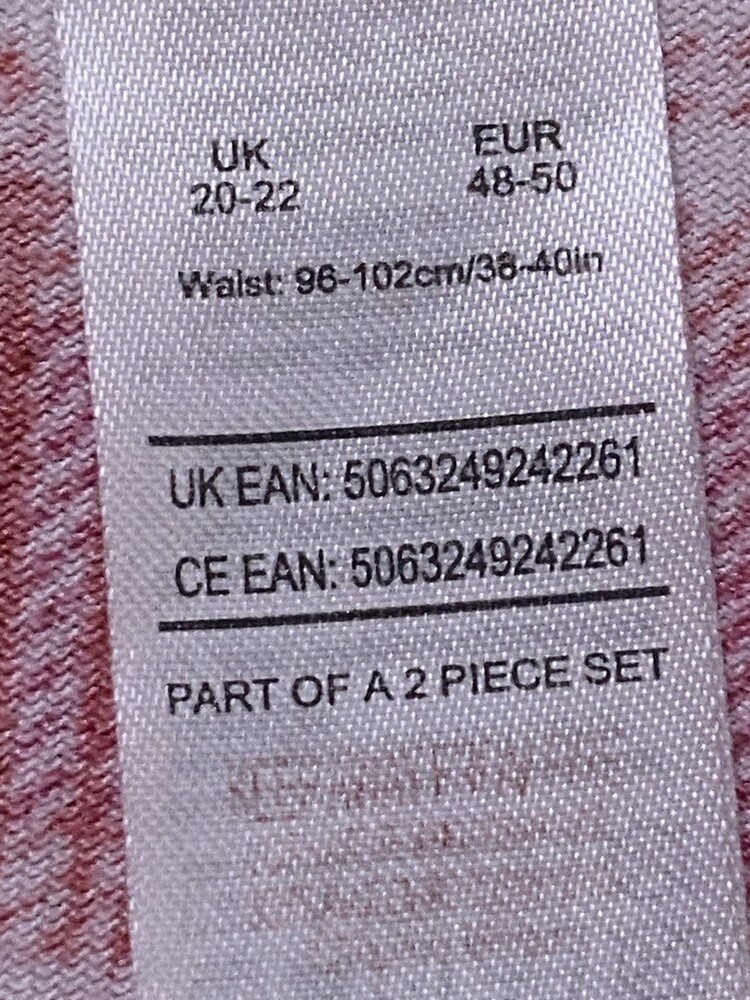 UK EUR
20-22 48-50
Waist: 96-102cm/38-40in
UK EAN: 5063249242261
CE EAN: 5063249242261
PART OF A 2 PIECE SET